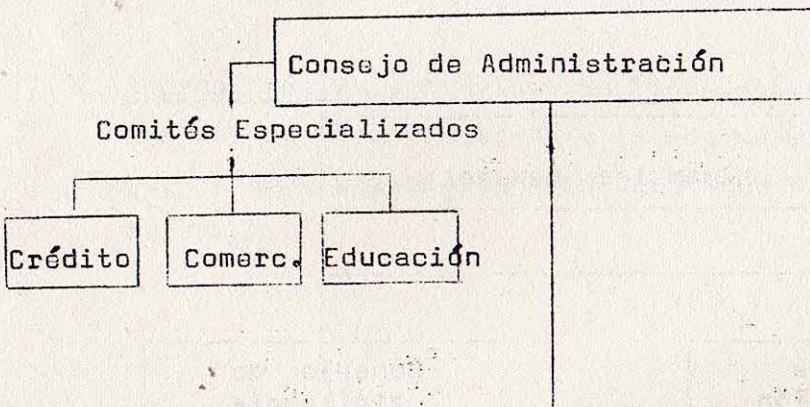 Consejo de Administración
Comités Especializados
Crédito
Comerc.
Educación